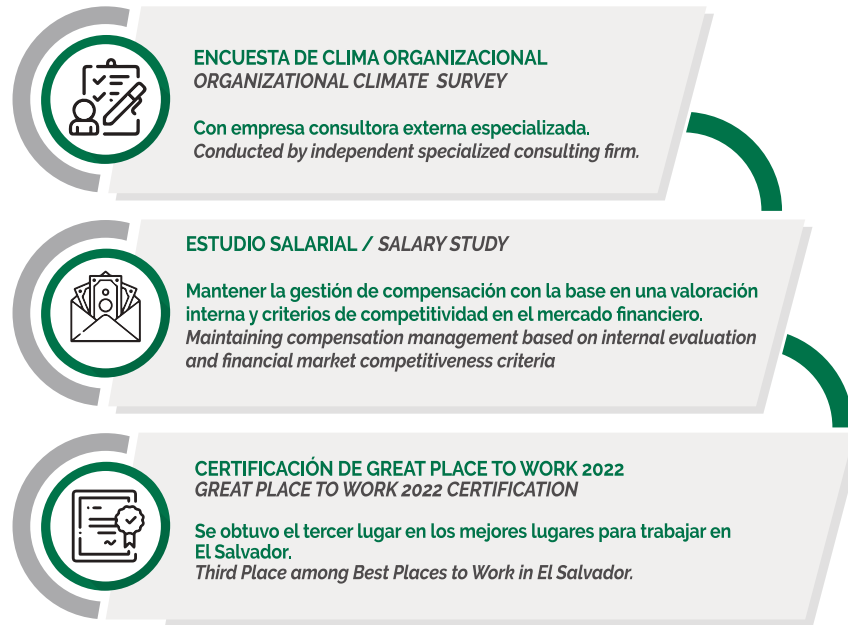 ENCUESTA DE CLIMA ORGANIZACIONAL
ORGANIZATIONAL CLIMATE SURVEY
Con empresa consultora externa especializada.
Conducted by independent specialized consulting firm.
ESTUDIO SALARIAL / SALARY STUDY
Mantener la gestión de compensación con la base en una valoración
interna y criterios de competitividad en el mercado financiero.
Maintaining compensation management based on internal evaluation
and financial market competitiveness criteria
CERTIFICACIÓN DE GREAT PLACE TO WORK 2022
GREAT PLACE TO WORK 2022 CERTIFICATION
Se obtuvo el tercer lugar en los mejores lugares para trabajar en
El Salvador.
Third Place among Best Places to Work in El Salvador.